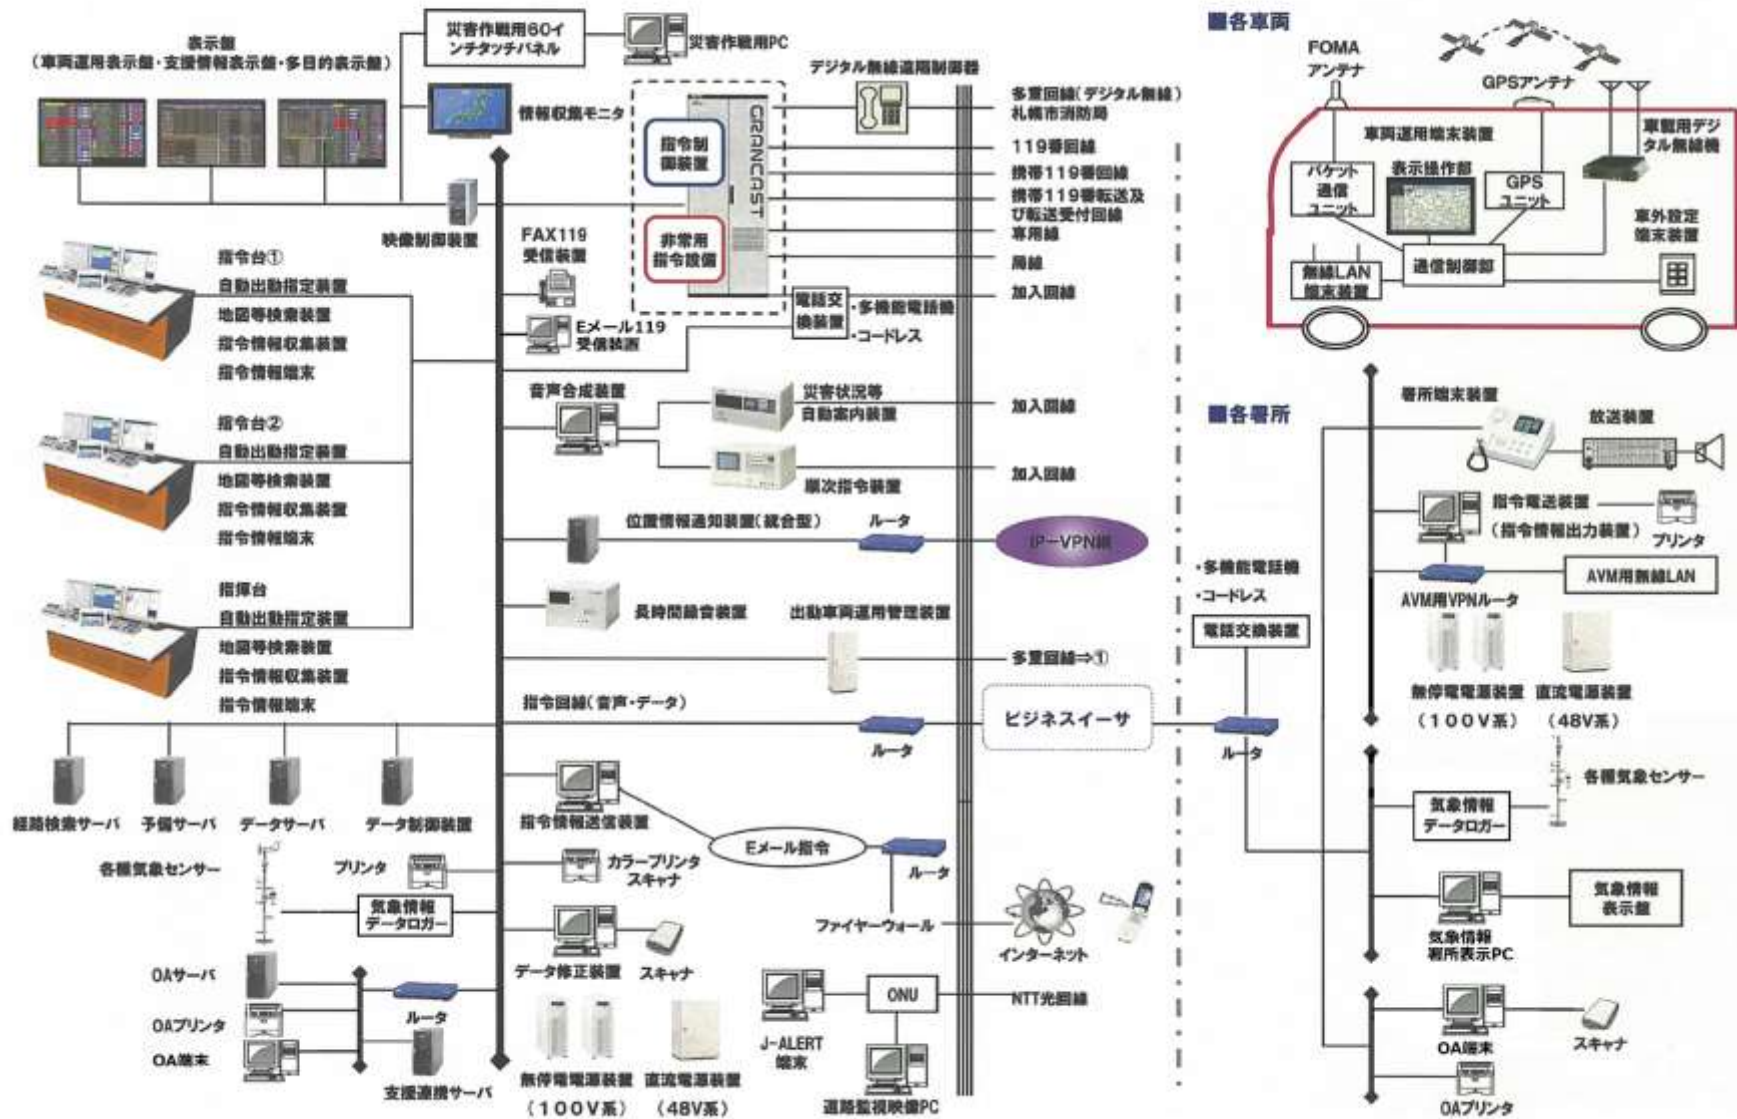 表示盤
(車両運用表示盤・支援情報表示盤・多目的表示盤)
災害作戦用60イ
ンチタッチパネル
災害作戦用PC
情報収集モニタ
映像制御装置
指令制
御装置
非常用
指令設備
GRANCAST
デジタル無線遠隔制御器
多重回線(デジタル無線)
札幌市消防局
119番回線
携帯119番回線
携帯119番転送及
び転送受付回線
専用線
局線
加入回線
電話交
換装置
・多機能電話機
・コードレス
FAX119
受信装置
Eメール119
受信装置
指令台①
自動出動指定装置
地図等検索装置
指令情報収集装置
指令情報端末
指令台②
自動出動指定装置
地図等検索装置
指令情報収集装置
指令情報端末
指揮台
自動出動指定装置
地図等検索装置
指令情報収集装置
指令情報端末
音声合成装置
災害状況等
自動案内装置
加入回線
順次指令装置
加入回線
位置情報通知装置(統合型)
ルータ
IP-VPN網
長時間録音装置
出動車両運用管理装置
多重回線⇒①
指令回線(音声・データ)
ルータ
ビジネスイーサ
ルータ
経路検索サーバ
予備サーバ
データサーバ
データ制御装置
指令情報送信装置
Eメール指令
ルータ
カラープリンタ
スキャナ
各種気象センサー
プリンタ
気象情報
データロガー
ファイヤーウォール
インターネット
データ修正装置
スキャナ
OAサーバ
OAプリンタ
OA端末
ルータ
支援連携サーバ
無停電電源装置
(100V系)
直流電源装置
(48V系)
J-ALERT
端末
ONU
NTT光回線
道路監視映像PC
■各車両
FOMA
アンテナ
GPSアンテナ
車両運用端末装置
車載用デジ
タル無線機
パケット
通信
ユニット
表示操作部
GPS
ユニット
車外設定
端末装置
無線LAN
端末装置
通信制御部
■各署所
署所端末装置
放送装置
指令電送装置
(指令情報出力装置)
プリンタ
AVM用無線LAN
AVM用VPNルータ
・多機能電話機
・コードレス
電話交換装置
無停電電源装置
(100V系)
直流電源装置
(48V系)
各種気象センサー
気象情報
データロガー
気象情報
表示盤
気象情報
署所表示PC
OA端末
スキャナ
OAプリンタ